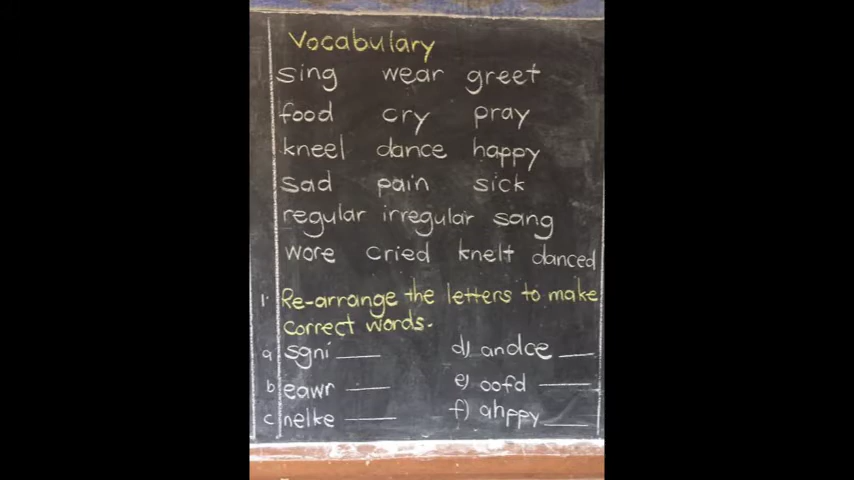 Vocabulary
sing wear greet
food cry pray
kneel dance happy
sad pain sick
regular irregular sang
wore cried knelt danced
1. Re-arrange the letters to make
correct words.
a sgni ____ d) andce ____
b eawr ____ e) oofd ____
c nelke ____ f) ahppy ____